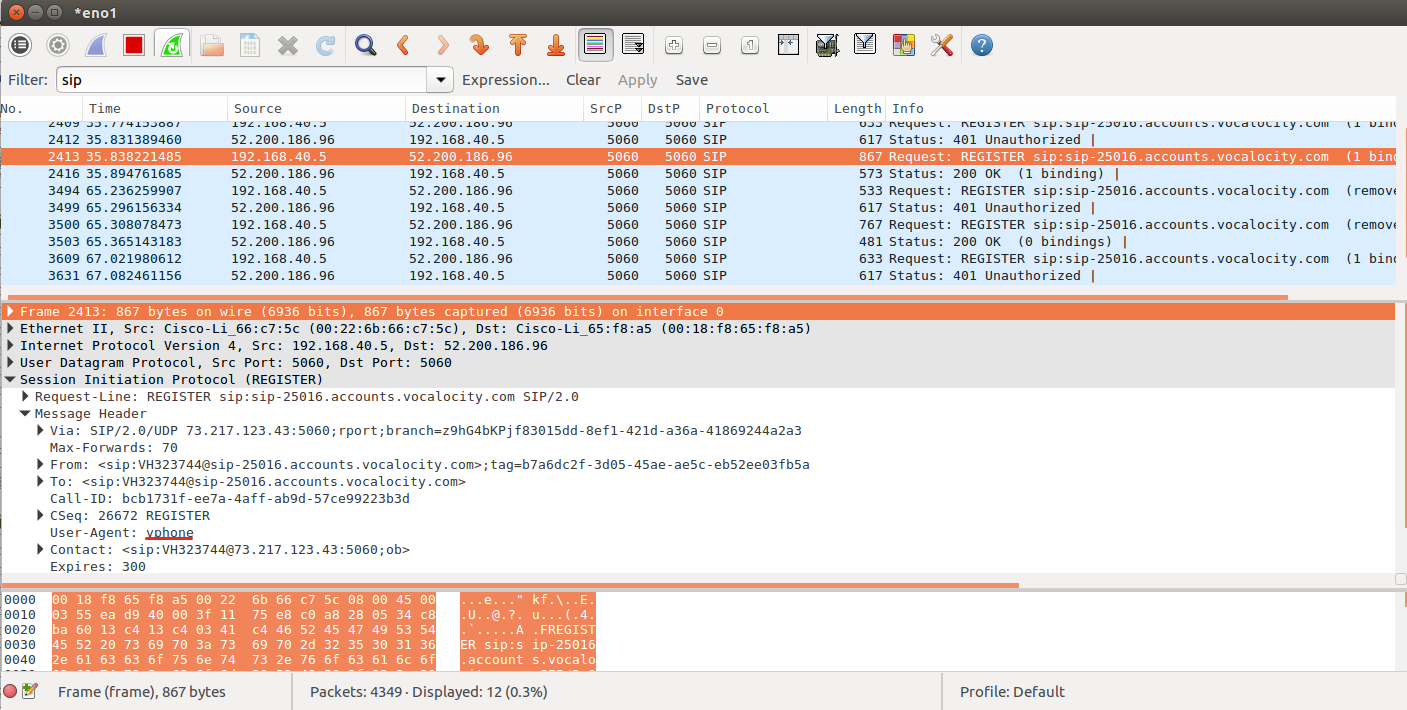 *eno1
Filter: sip Expression... Clear Apply Save
No. Time Source Destination SrcP DstP Protocol Length Info
2409 35.774153887 192.168.40.5 52.200.186.96 5060 5060 SIP 633 Request: REGISTER sip:sip-25016.accounts.vocalocity.com (1 bind
2412 35.831389460 52.200.186.96 192.168.40.5 5060 5060 SIP 617 Status: 401 Unauthorized |
2413 35.838221485 192.168.40.5 52.200.186.96 5060 5060 SIP 867 Request: REGISTER sip:sip-25016.accounts.vocalocity.com (1 bind
2416 35.894761685 52.200.186.96 192.168.40.5 5060 5060 SIP 573 Status: 200 OK (1 binding) |
3494 65.236259907 192.168.40.5 52.200.186.96 5060 5060 SIP 533 Request: REGISTER sip:sip-25016.accounts.vocalocity.com (remove
3499 65.296156334 52.200.186.96 192.168.40.5 5060 5060 SIP 617 Status: 401 Unauthorized |
3500 65.308078473 192.168.40.5 52.200.186.96 5060 5060 SIP 767 Request: REGISTER sip:sip-25016.accounts.vocalocity.com (remove
3503 65.365143183 52.200.186.96 192.168.40.5 5060 5060 SIP 481 Status: 200 OK (0 bindings) |
3609 67.021980612 192.168.40.5 52.200.186.96 5060 5060 SIP 633 Request: REGISTER sip:sip-25016.accounts.vocalocity.com (1 bind
3631 67.082461156 52.200.186.96 192.168.40.5 5060 5060 SIP 617 Status: 401 Unauthorized |
Frame 2413: 867 bytes on wire (6936 bits), 867 bytes captured (6936 bits) on interface 0
Ethernet II, Src: Cisco-Li_66:c7:5c (00:22:6b:66:c7:5c), Dst: Cisco-Li_65:f8:a5 (00:18:f8:65:f8:a5)
Internet Protocol Version 4, Src: 192.168.40.5, Dst: 52.200.186.96
User Datagram Protocol, Src Port: 5060, Dst Port: 5060
Session Initiation Protocol (REGISTER)
Request-Line: REGISTER sip:sip-25016.accounts.vocalocity.com SIP/2.0
Message Header
Via: SIP/2.0/UDP 73.217.123.43:5060;rport;branch=z9hG4bKPjf83015dd-8ef1-421d-a36a-41869244a2a3
Max-Forwards: 70
From: <sip:VH323744@sip-25016.accounts.vocalocity.com>;tag=b7a6dc2f-3d05-45ae-ae5c-eb52ee03fb5a
To: <sip:VH323744@sip-25016.accounts.vocalocity.com>
Call-ID: bcb1731f-ee7a-4aff-ab9d-57ce99223b3d
CSeq: 26672 REGISTER
User-Agent: vphone
Contact: <sip:VH323744@73.217.123.43:5060;ob>
Expires: 300
0000 00 18 f8 65 f8 a5 00 22 6b 66 c7 5c 08 00 45 00 ...e..." kf.\..E.
0010 03 55 ea d9 40 00 3f 11 75 e8 c0 a8 28 05 34 c8 .U..@.?. u...(.4.
0020 ba 60 13 c4 13 c4 03 41 c4 46 52 45 47 49 53 54 .`.....A .FREGIST
0030 45 52 20 73 69 70 3a 73 69 70 2d 32 35 30 31 36 ER sip:s ip-25016
0040 2e 61 63 63 6f 75 6e 74 73 2e 76 6f 63 61 6c 6f .account s.vocalo
Frame (frame), 867 bytes Packets: 4349 · Displayed: 12 (0.3%) Profile: Default